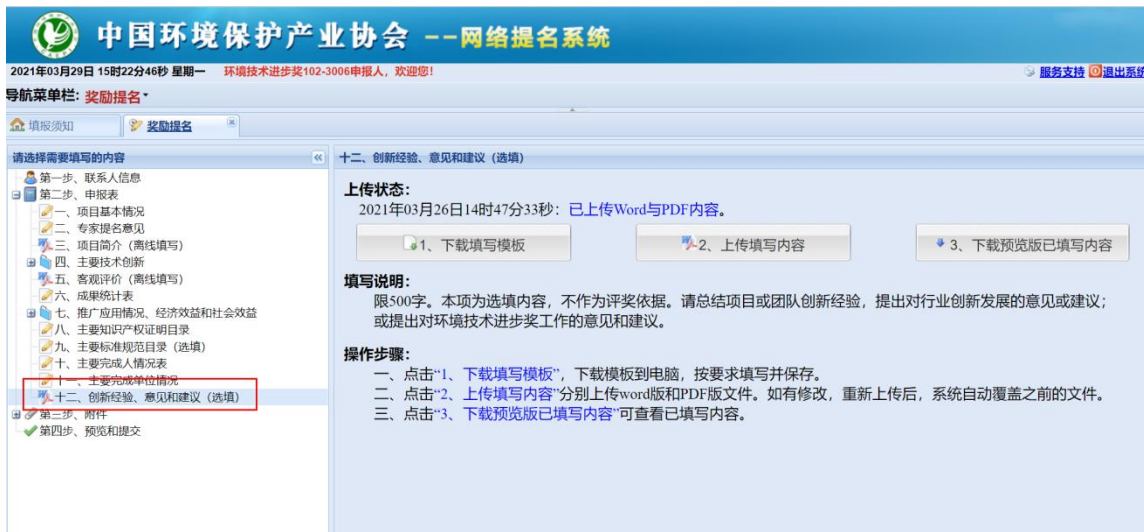 中国环境保护产业协会 --网络提名系统
2021年03月29日 15时22分46秒 星期一 环境技术进步奖102-3006申报人，欢迎您！
服务支持 退出系统
导航菜单栏：奖励提名
填报须知 奖励提名
请选择需要填写的内容
第一步、联系人信息
第二步、申报表
一、项目基本情况
二、专家提名意见
三、项目简介（离线填写）
四、主要技术创新
五、客观评价（离线填写）
六、成果统计表
七、推广应用情况、经济效益和社会效益
八、主要知识产权证明目录
九、主要标准规范目录（选填）
十、主要完成人情况表
十一、主要完成单位情况
十二、创新经验、意见和建议（选填）
第三步、附件
第四步、预览和提交
十二、创新经验、意见和建议（选填）
上传状态：
2021年03月26日14时47分33秒：已上传Word与PDF内容。
1、下载填写模板 2、上传填写内容 3、下载预览版已填写内容
填写说明：
限500字。本项为选填内容，不作为评奖依据。请总结项目或团队创新经验，提出对行业创新发展的意见或建议；
或提出对环境技术进步奖工作的意见和建议。
操作步骤：
一、点击“1、下载填写模板”，下载模板到电脑，按要求填写并保存。
二、点击“2、上传填写内容”分别上传word版和PDF版文件。如有修改，重新上传后，系统自动覆盖之前的文件。
三、点击“3、下载预览版已填写内容”可查看已填写内容。